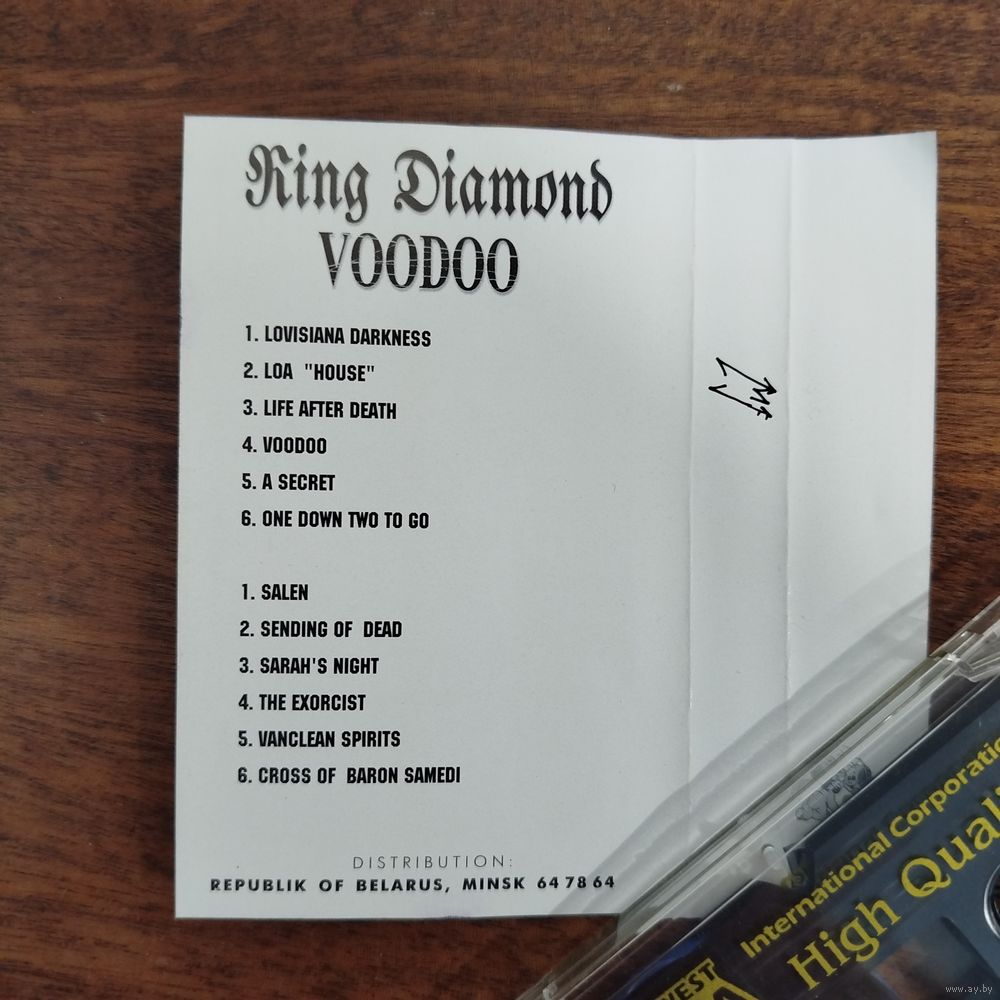 King Diamond
VOODOO
1. LOVISIANA DARKNESS
2. LOA "HOUSE"
3. LIFE AFTER DEATH
4. VOODOO
5. A SECRET
6. ONE DOWN TWO TO GO
1. SALEN
2. SENDING OF DEAD
3. SARAH'S NIGHT
4. THE EXORCIST
5. VANCLEAN SPIRITS
6. CROSS OF BARON SAMEDI
DISTRIBUTION:
REPUBLIK OF BELARUS, MINSK 64 78 64
International
High
WEST
www.ay.by